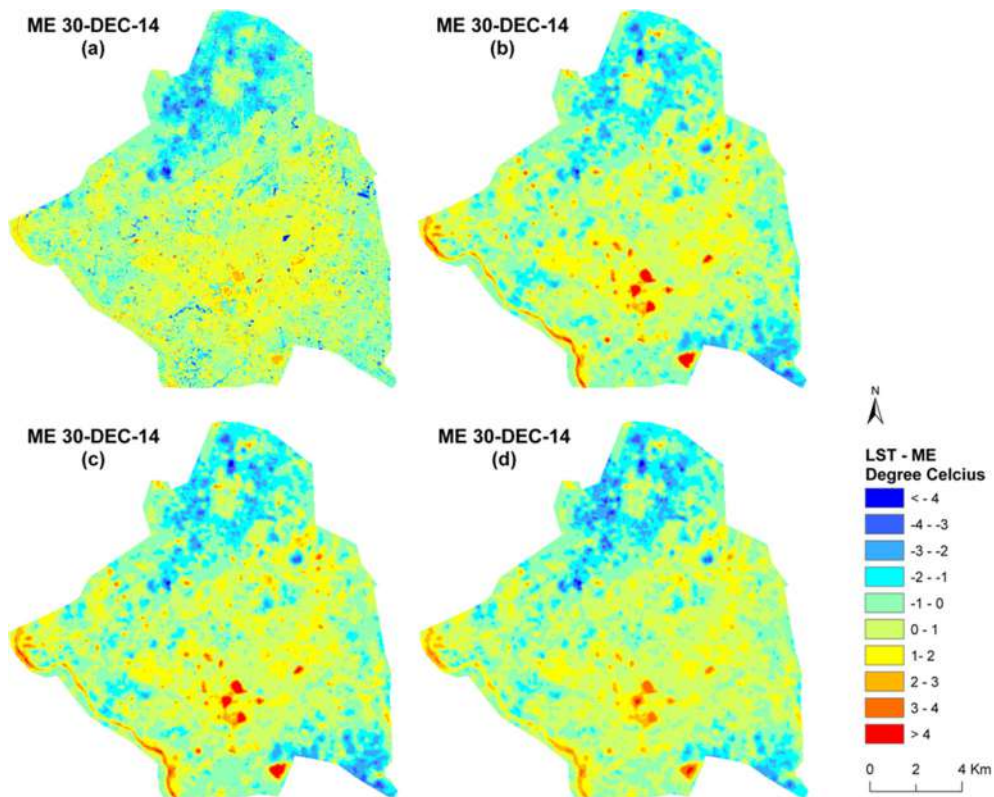 ME 30-DEC-14
(a)
ME 30-DEC-14
(b)
ME 30-DEC-14
(c)
ME 30-DEC-14
(d)
N
LST - ME
Degree Celcius
< - 4
-4 - -3
-3 - -2
-2 - -1
-1 - 0
0 - 1
1 - 2
2 - 3
3 - 4
> 4
0 2 4 Km